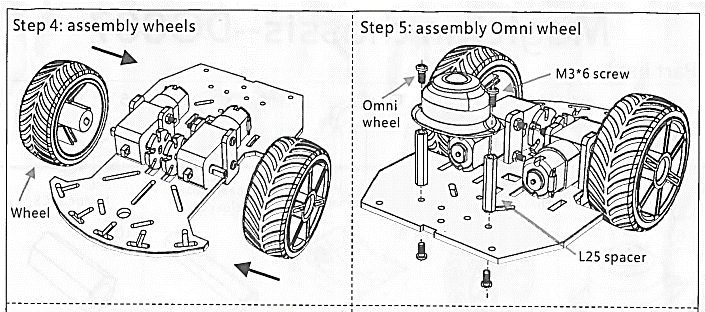 Step 4: assembly wheels
Wheel
Step 5: assembly Omni wheel
M3*6 screw
Omni
wheel
L25 spacer